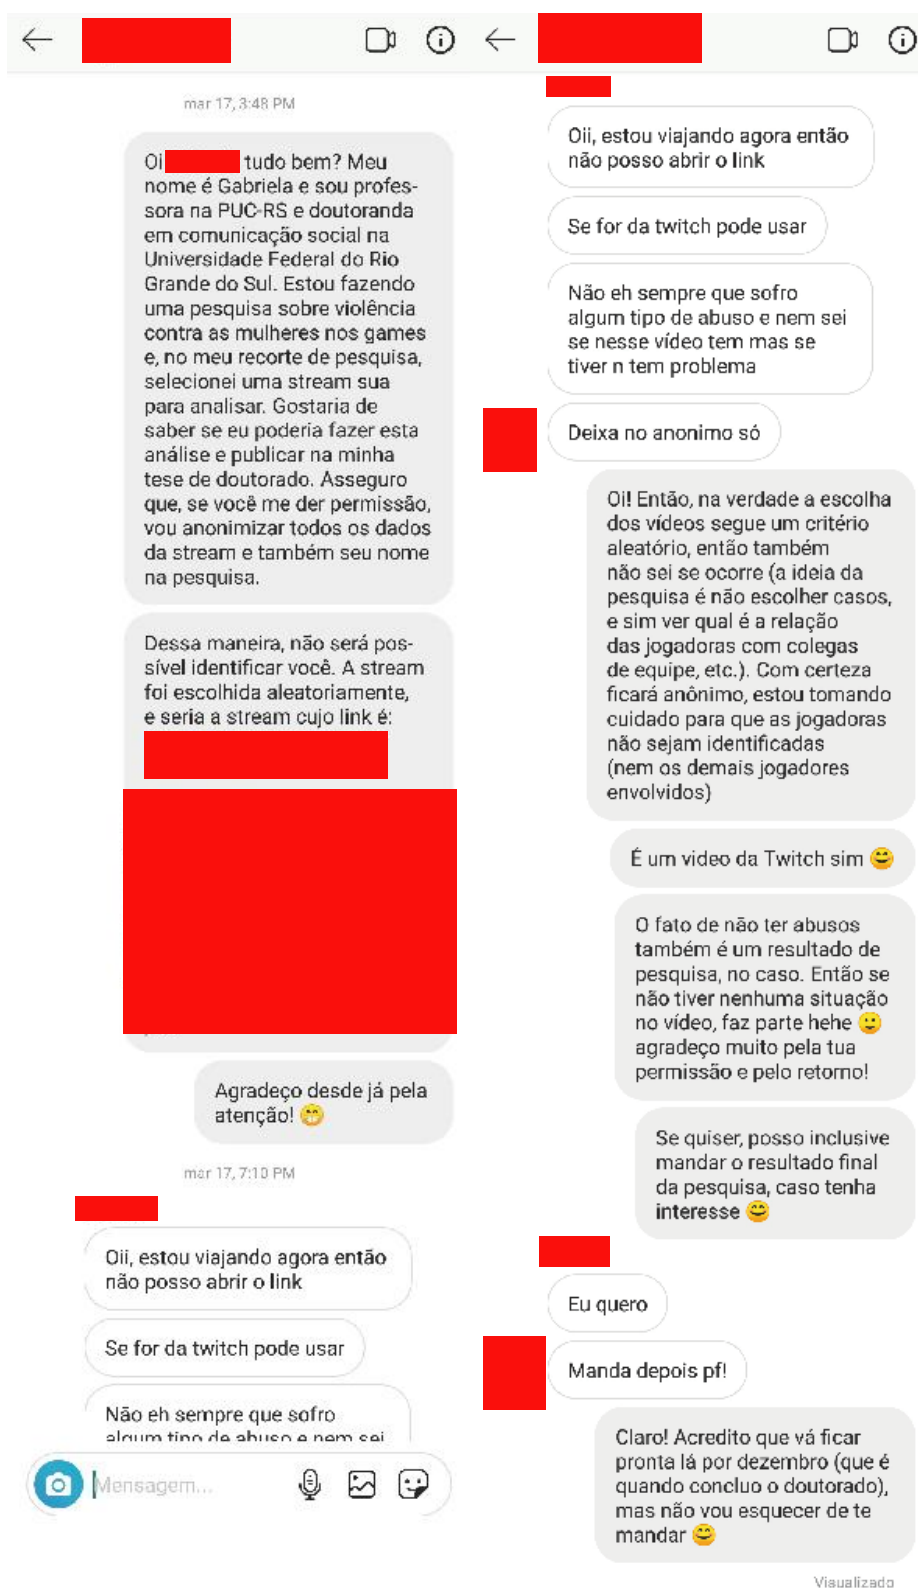 mar 17, 3:48 PM
Oi tudo bem? Meu
nome é Gabriela e sou profes-
sora na PUC-RS e doutoranda
em comunicação social na
Universidade Federal do Rio
Grande do Sul. Estou fazendo
uma pesquisa sobre violência
contra as mulheres nos games
e, no meu recorte de pesquisa,
selecionei uma stream sua
para analisar. Gostaria de
saber se eu poderia fazer esta
análise e publicar na minha
tese de doutorado. Asseguro
que, se você me der permissão,
vou anonimizar todos os dados
da stream e também seu nome
na pesquisa.
Dessa maneira, não será pos-
sível identificar você. A stream
foi escolhida aleatoriamente,
e seria a stream cujo link é:
Agradeço desde já pela
atenção! 😁
mar 17, 7:10 PM
Oii, estou viajando agora então
não posso abrir o link
Se for da twitch pode usar
Não eh sempre que sofro
algum tipo de abuso e nem sei
Mensagem...
Oii, estou viajando agora então
não posso abrir o link
Se for da twitch pode usar
Não eh sempre que sofro
algum tipo de abuso e nem sei
se nesse vídeo tem mas se
tiver n tem problema
Deixa no anonimo só
Oi! Então, na verdade a escolha
dos vídeos segue um critério
aleatório, então também
não sei se ocorre (a ideia da
pesquisa é não escolher casos,
e sim ver qual é a relação
das jogadoras com colegas
de equipe, etc.). Com certeza
ficará anônimo, estou tomando
cuidado para que as jogadoras
não sejam identificadas
(nem os demais jogadores
envolvidos)
É um video da Twitch sim 😄
O fato de não ter abusos
também é um resultado de
pesquisa, no caso. Então se
não tiver nenhuma situação
no vídeo, faz parte hehe 🙂
agradeço muito pela tua
permissão e pelo retorno!
Se quiser, posso inclusive
mandar o resultado final
da pesquisa, caso tenha
interesse 😄
Eu quero
Manda depois pf!
Claro! Acredito que vá ficar
pronta lá por dezembro (que é
quando concluo o doutorado),
mas não vou esquecer de te
mandar 😄
Visualizado